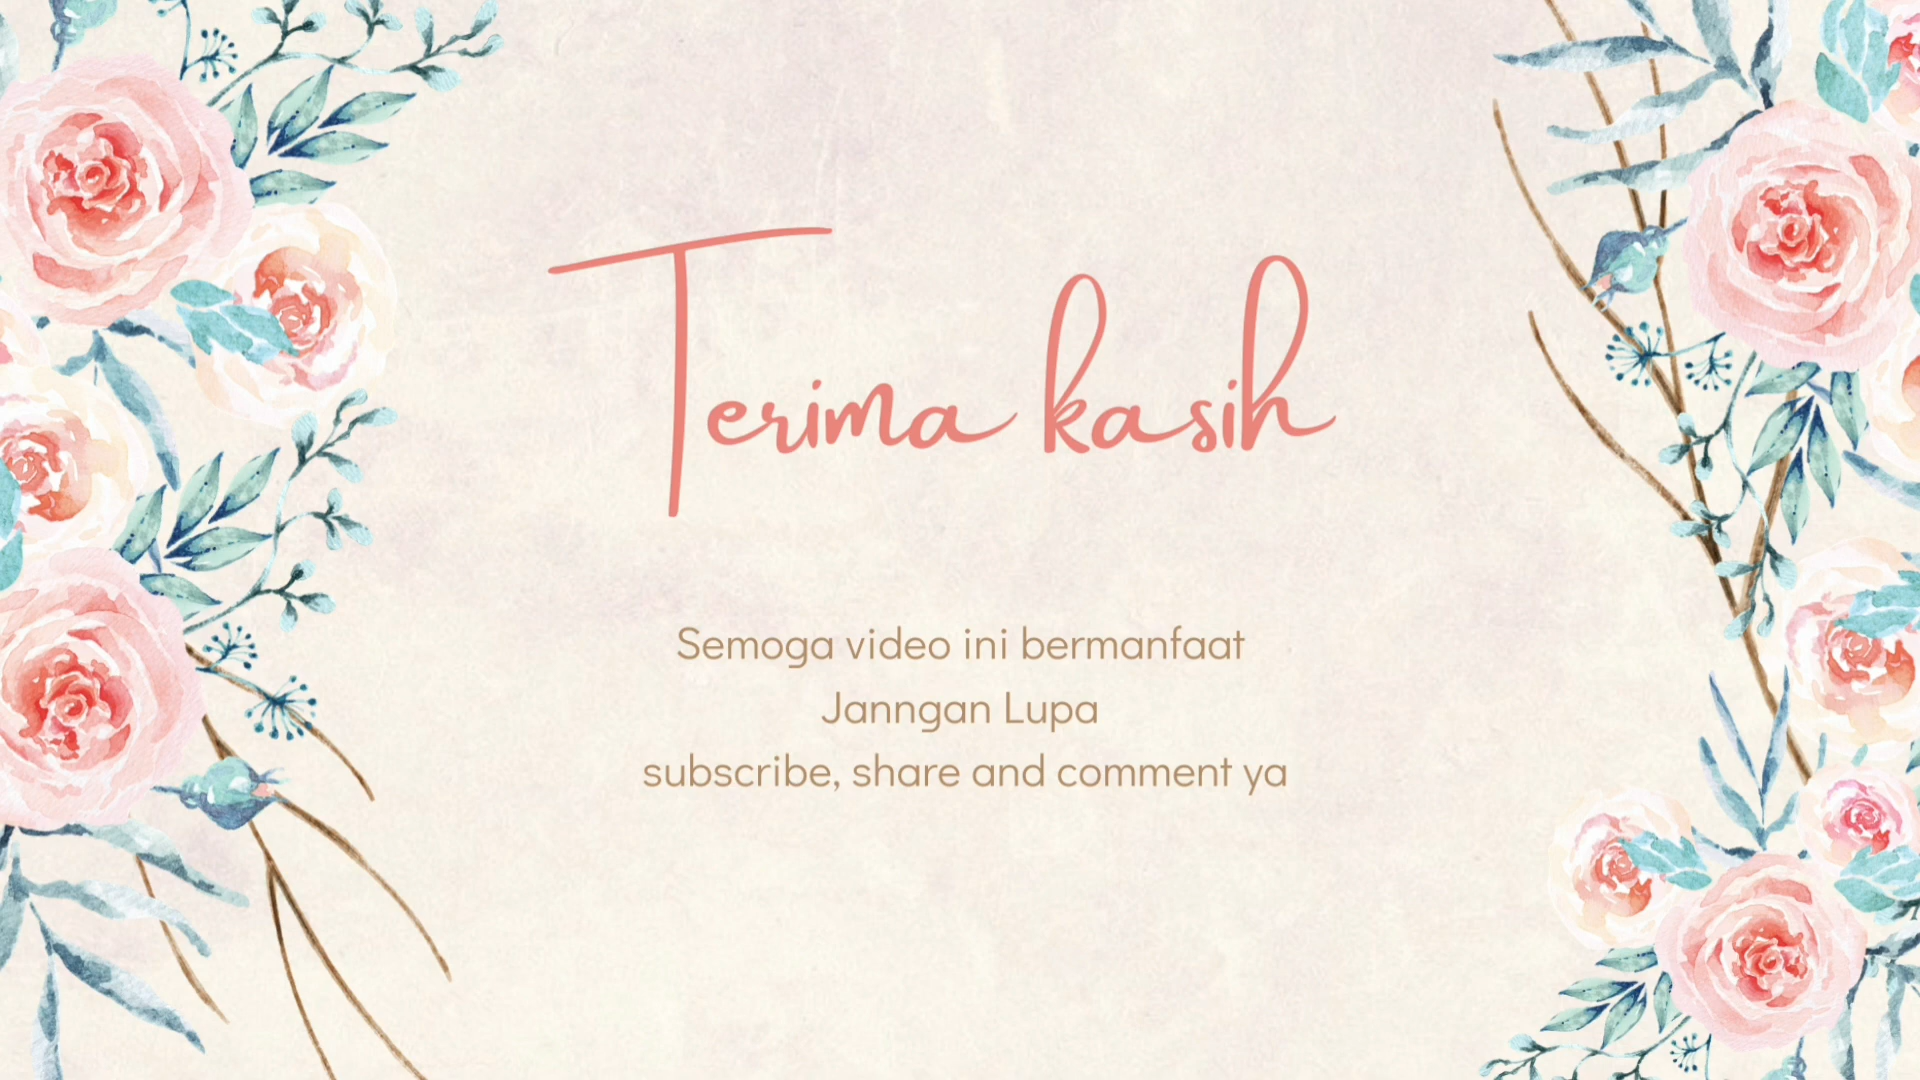 Terima kasih
Semoga video ini bermanfaat
Janngan Lupa
subscribe, share and comment ya